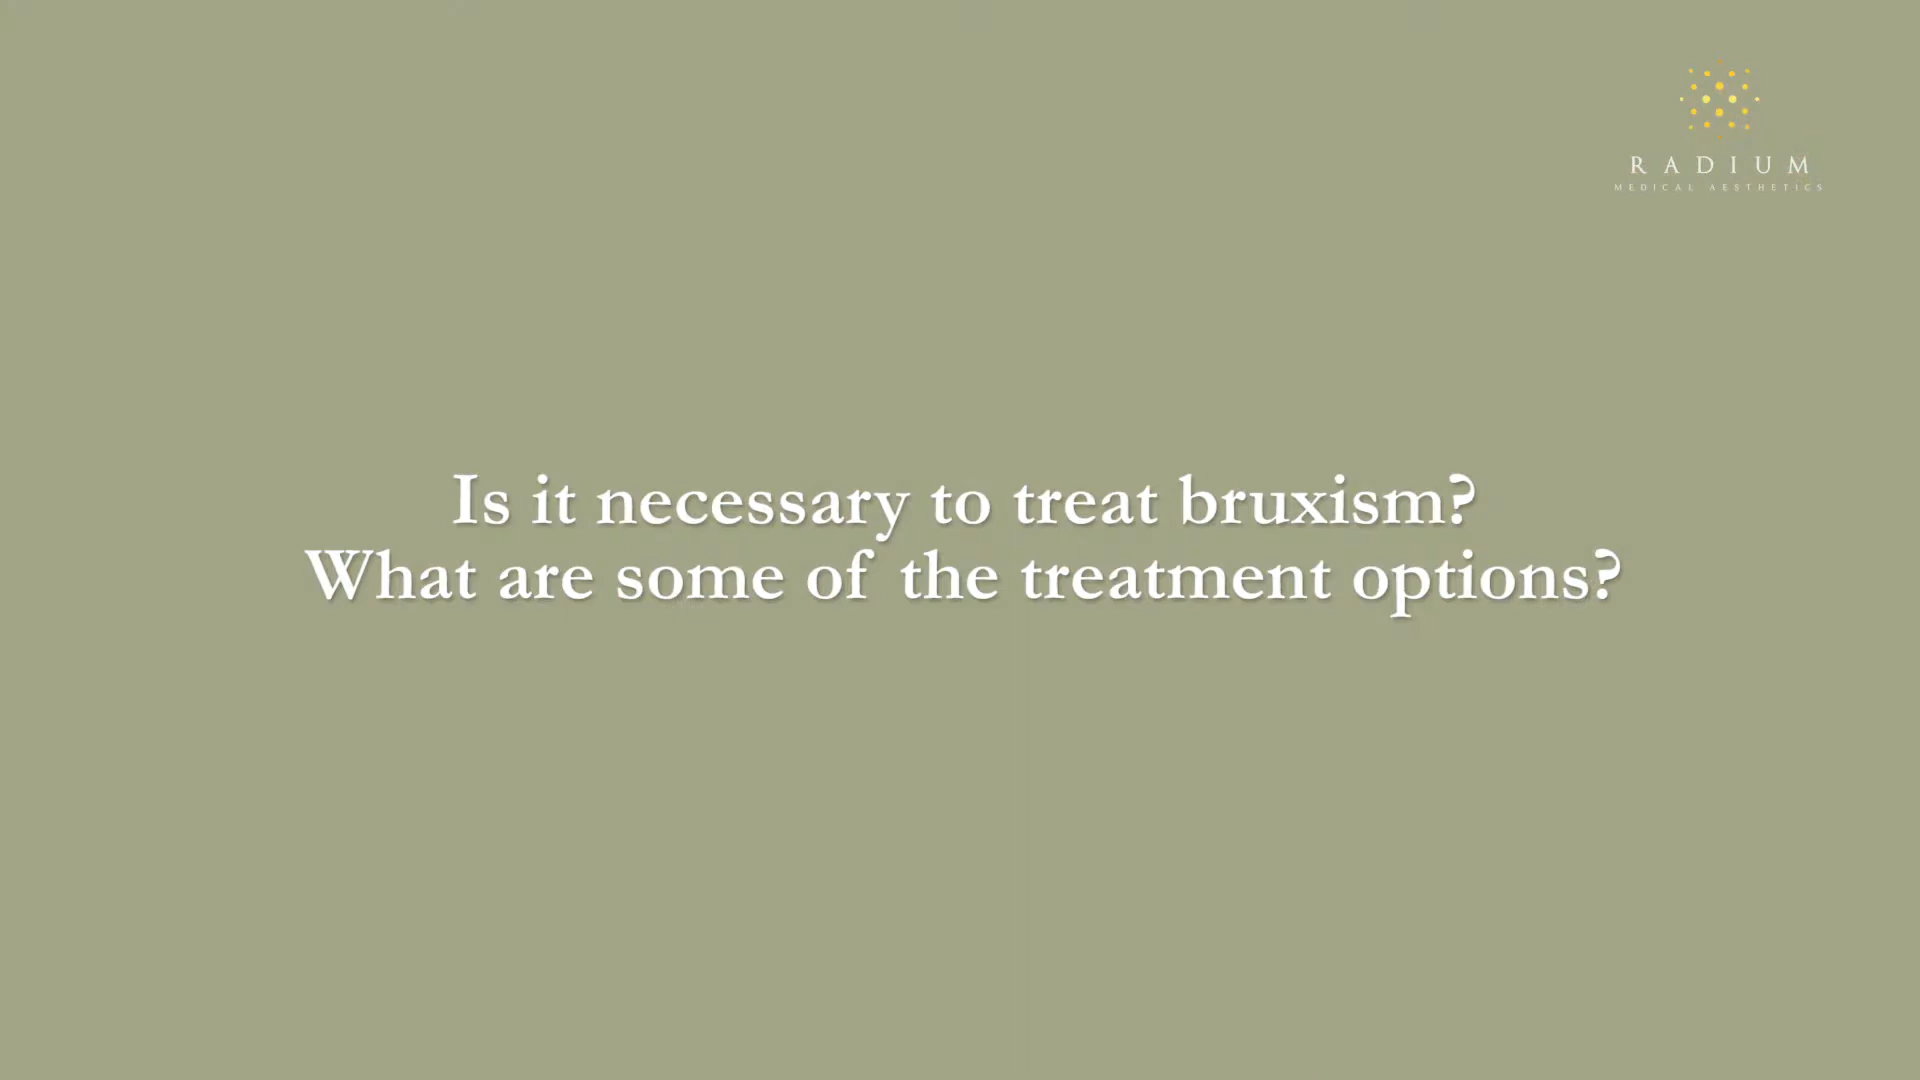 RADIUM
MEDICAL AESTHETICS
Is it necessary to treat bruxism?
What are some of the treatment options?